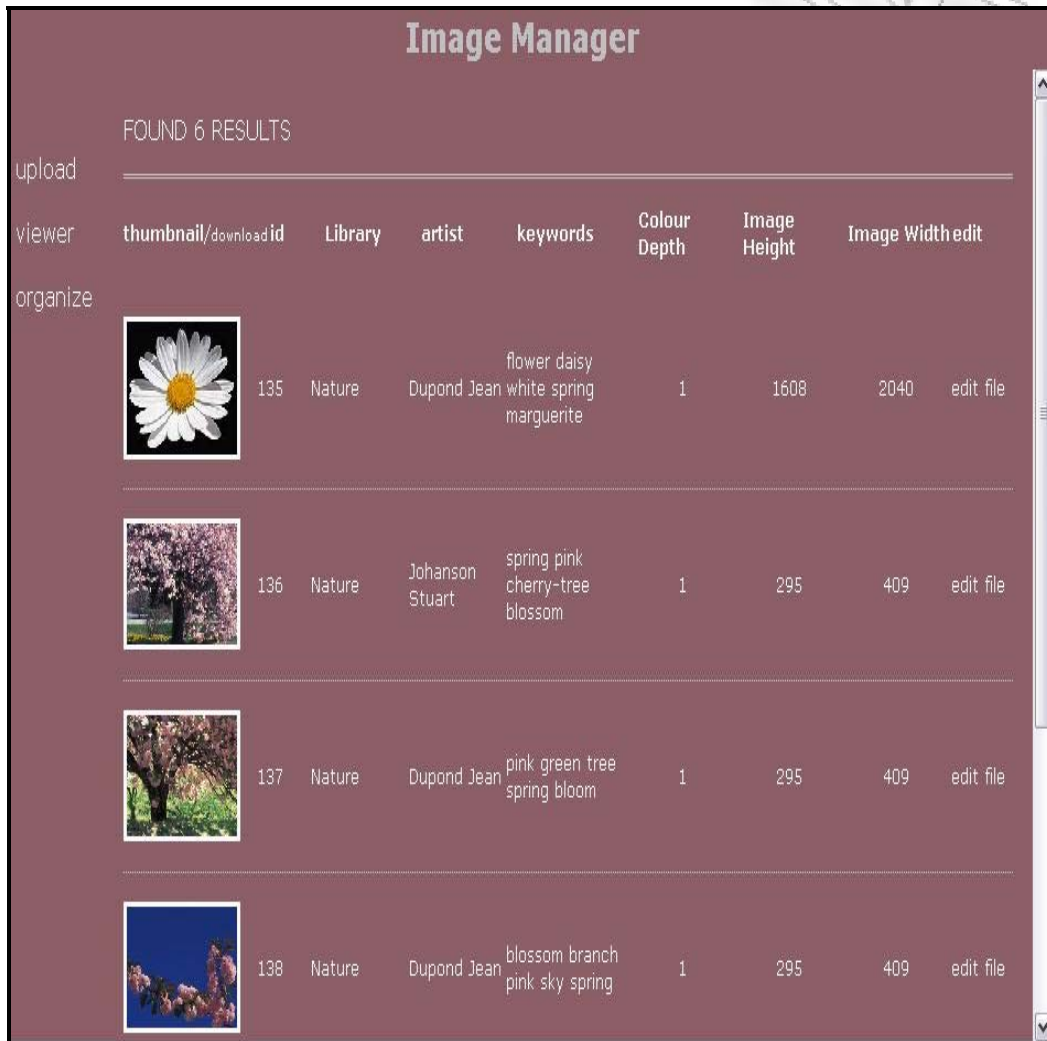 Image Manager
FOUND 6 RESULTS
upload
viewer
organize
thumbnail/download id Library artist keywords Colour Depth Image Height Image Width edit
135 Nature Dupond Jean flower daisy white spring marguerite 1 1608 2040 edit file
136 Nature Johanson Stuart spring pink cherry-tree blossom 1 295 409 edit file
137 Nature Dupond Jean pink green tree spring bloom 1 295 409 edit file
138 Nature Dupond Jean blossom branch pink sky spring 1 295 409 edit file